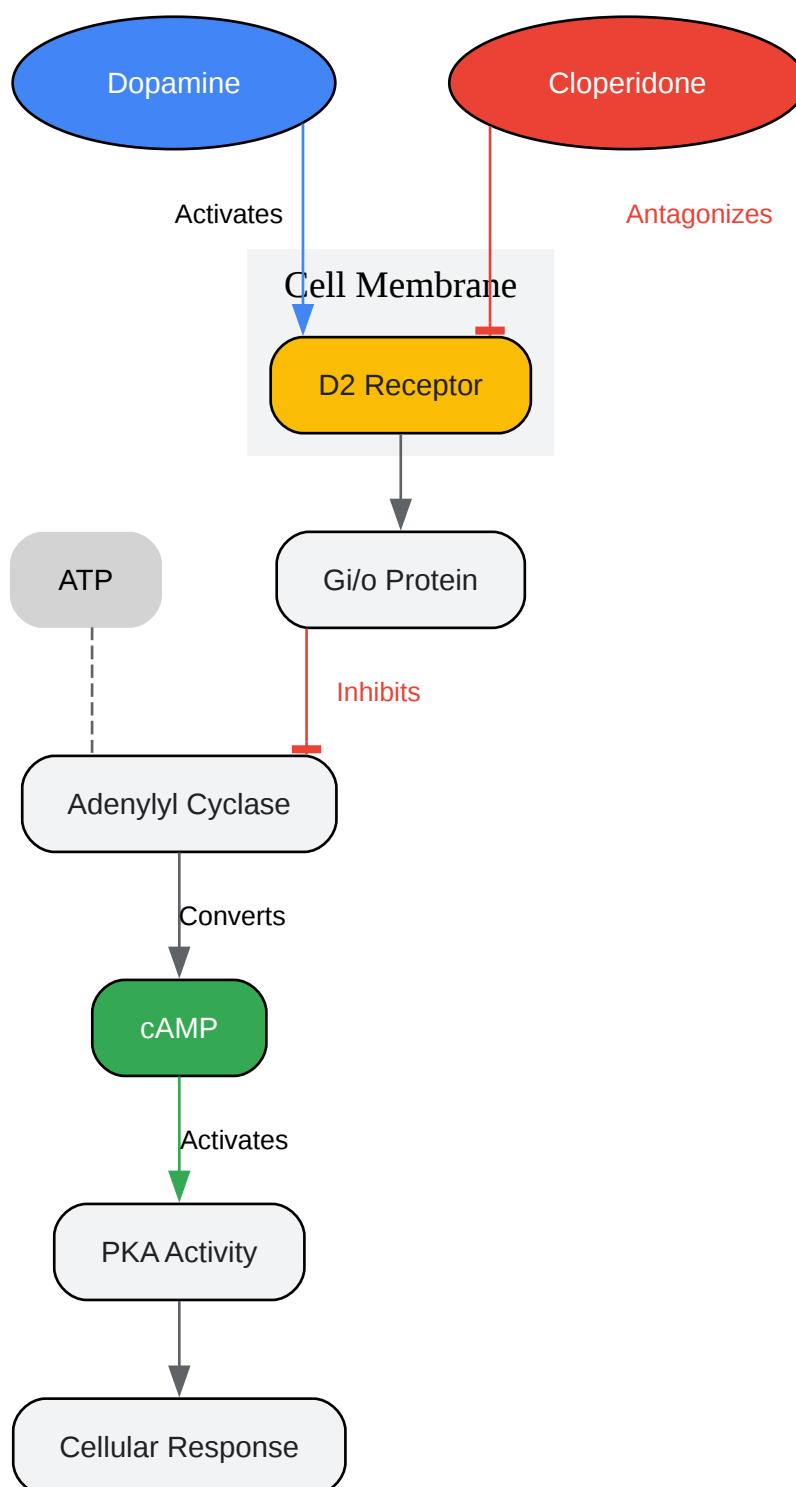 Dopamine
Cloperidone
Activates
Antagonizes
Cell Membrane
D2 Receptor
ATP
Gi/o Protein
Inhibits
Adenylyl Cyclase
Converts
cAMP
Activates
PKA Activity
Cellular Response